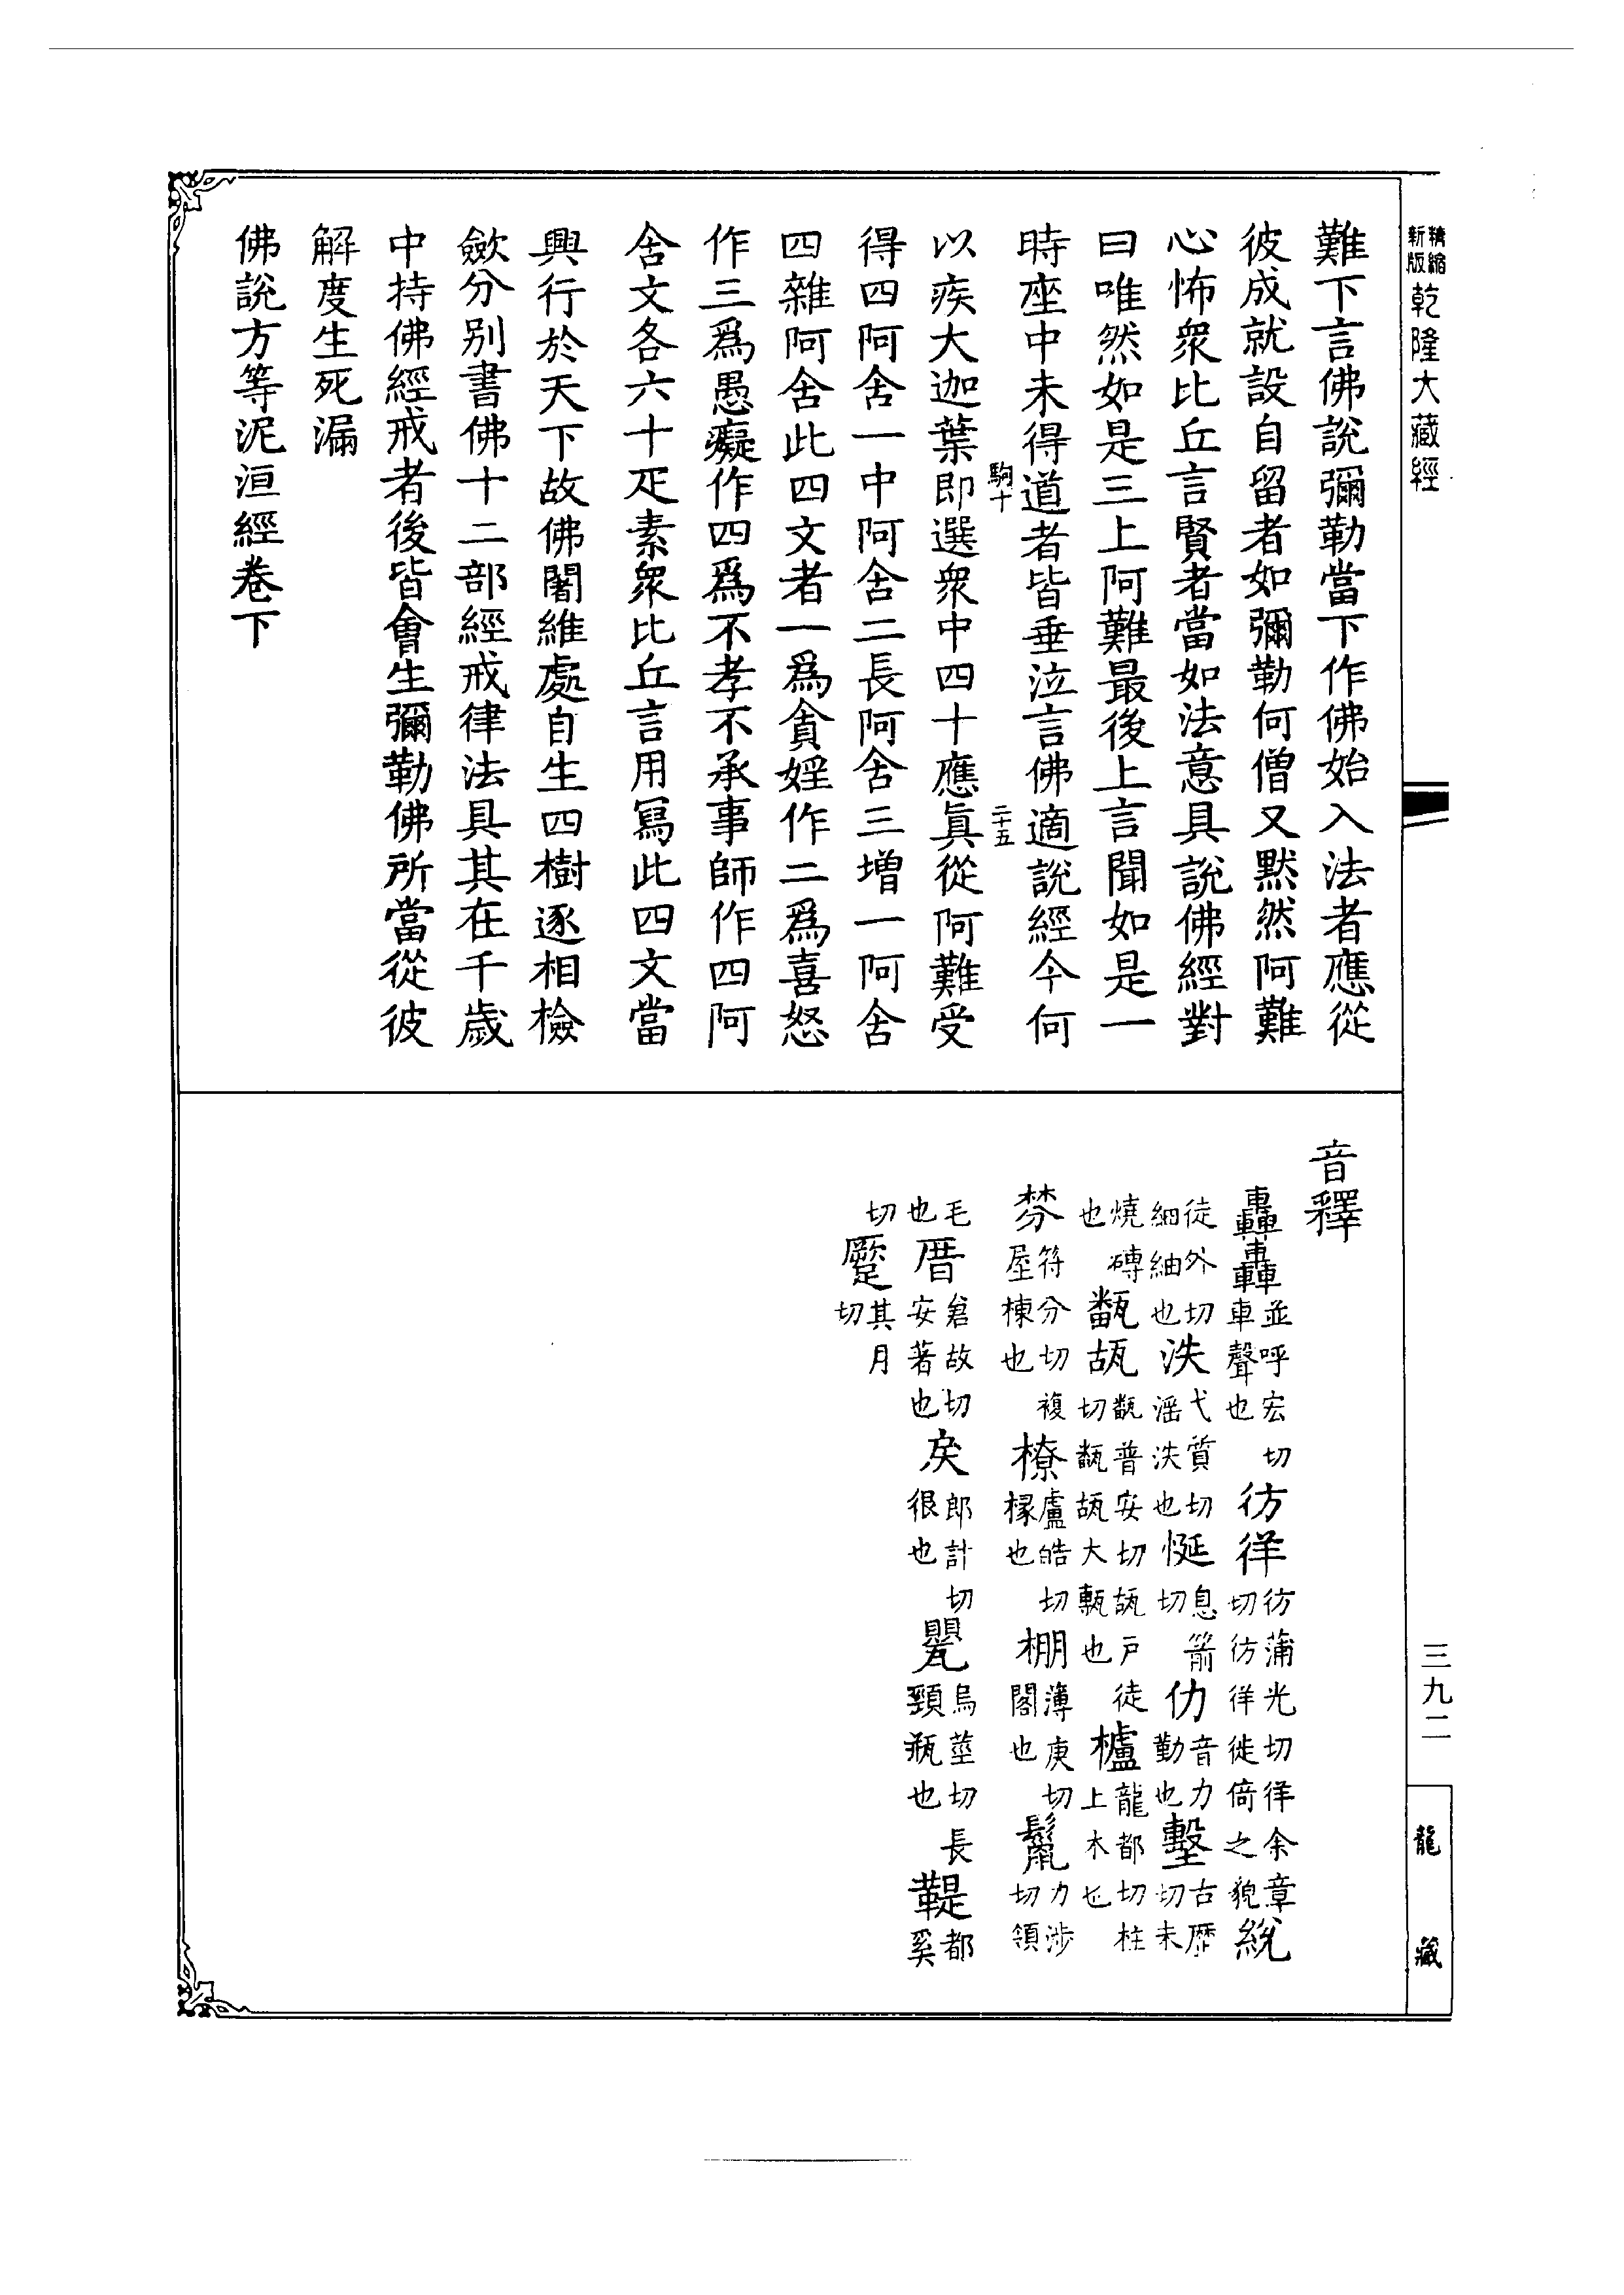 精縮新版乾隆大藏經
難下言佛說彌勒當下作佛始入法者應從
彼成就設自留者如彌勒何僧又默然阿難
心怖衆比丘言賢者當如法意具說佛經對
曰唯然如是三上阿難最後上言聞如是一
時座中未得道者皆垂泣言佛適說經今何
駒十 二十五
以疾大迦葉即選衆中四十應眞從阿難受
得四阿含一中阿含二長阿含三增一阿含
四雜阿含此四文者一爲貪婬作二爲喜怒
作三爲愚癡作四爲不孝不承事師作四阿
含文各六十疋素衆比丘言用寫此四文當
興行於天下故佛闍維處自生四樹逐相檢
歛分别書佛十二部經戒律法具其在千歲
中持佛經戒者後皆會生彌勒佛所當從彼
解度生死漏
佛說方等泥洹經卷下
音釋
轟轟並呼宏切車聲也 彷徉彷蒲光切徉余章切彷徉徙倚之貌 綐
徒外切細紬也 泆弋質切淫泆也 息箭切 仂音力勤也 墼古歷切未
燒磚也 㽃瓳㽃普安切瓳戶徒切㽃瓳大甎也 櫨龍都切柱上木也
棼符分切複屋棟也 橑盧皓切椽也 棚薄庚切閣也 鬣力涉切領
毛也 厝倉故切安著也 戾郎計切很也 甖烏莖切長頸瓶也 鞮都奚
切 蹷其月切
三九二
龍藏